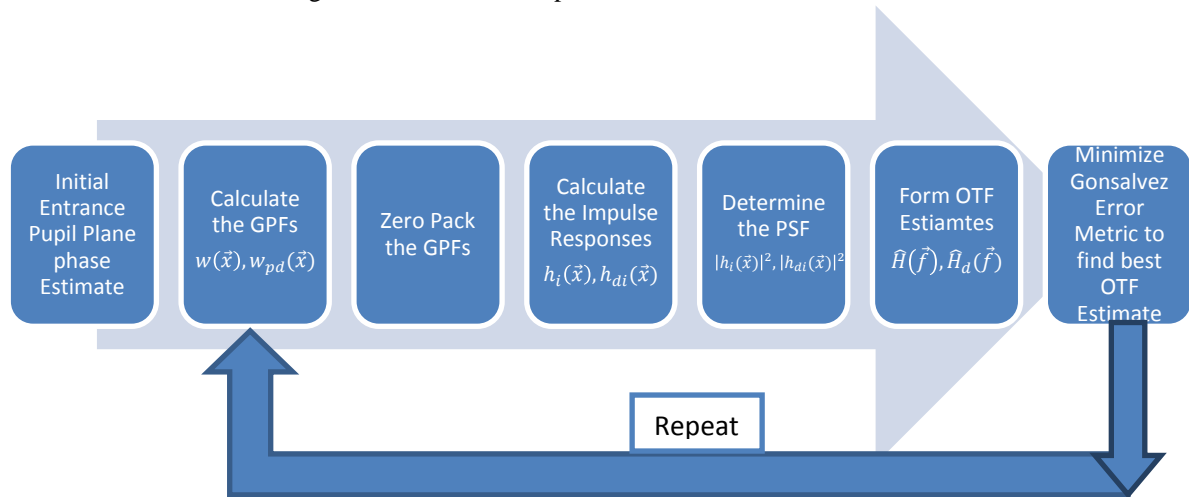 Initial
Entrance
Pupil Plane
phase
Estimate
Calculate
the GPFs
w(x⃗), w_pd(x⃗)
Zero Pack
the GPFs
Calculate
the Impulse
Responses
h_i(x⃗), h_di(x⃗)
Determine
the PSF
|h_i(x⃗)|², |h_di(x⃗)|²
Form OTF
Estiamtes
Ĥ(f⃗), Ĥ_d(f⃗)
Minimize
Gonsalvez
Error
Metric to
find best
OTF
Estimate
Repeat